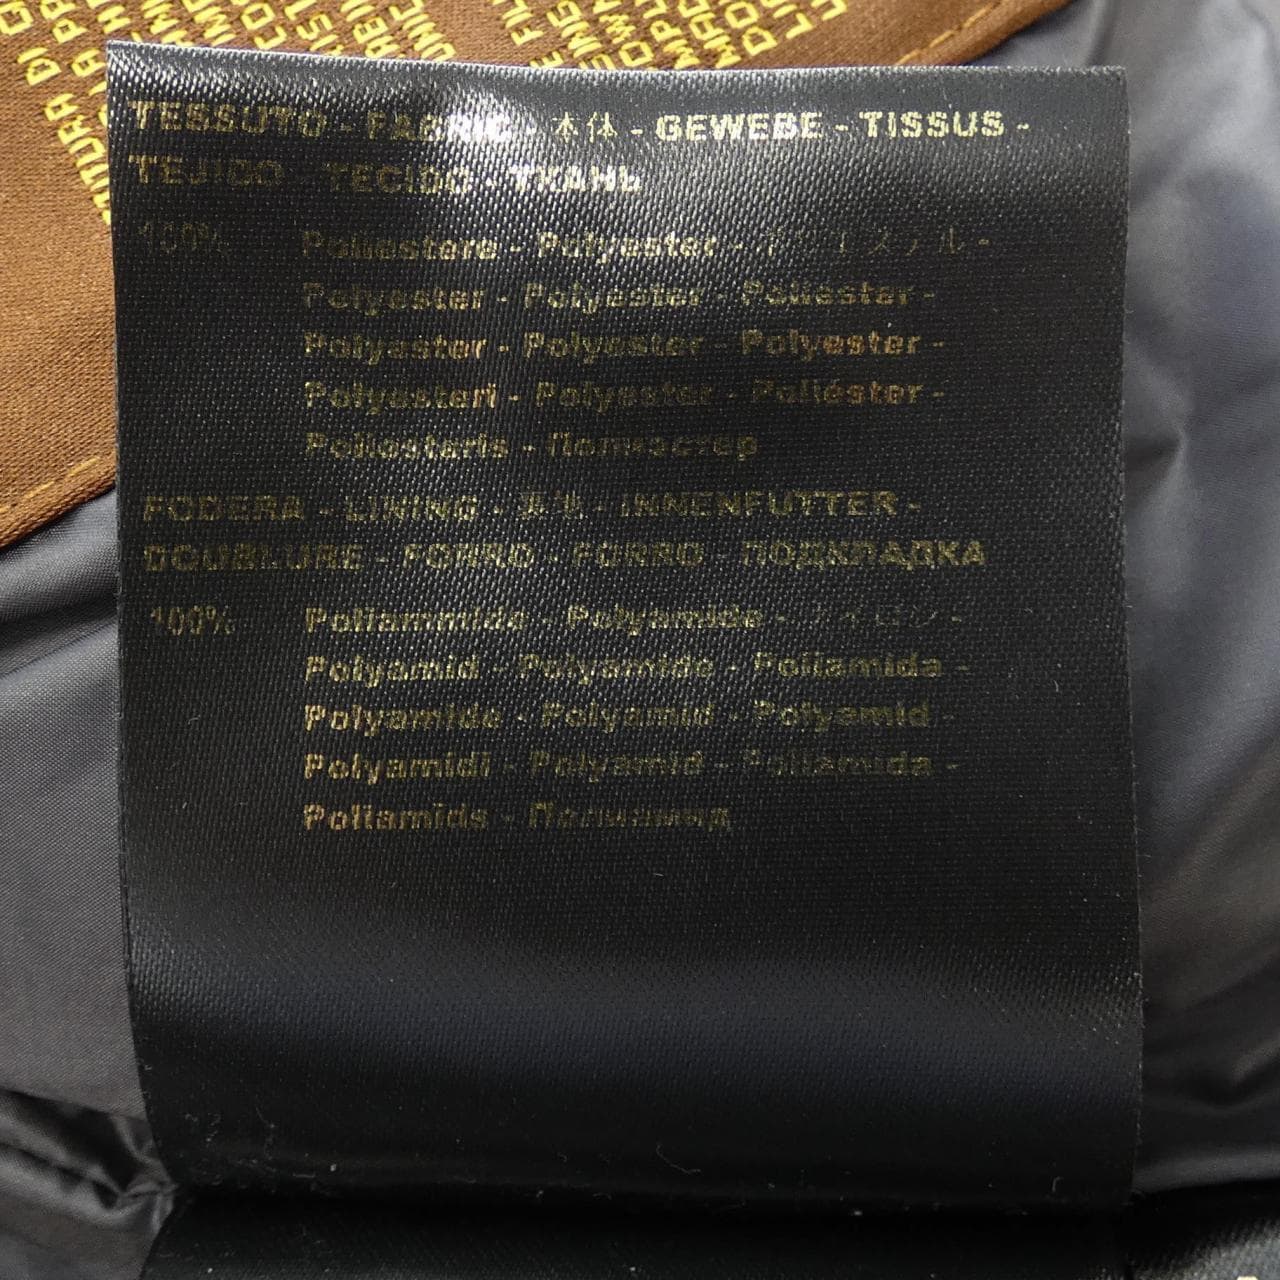 TESSUTO - FABRIC - 本体 - GEWEBE - TISSUS -
TEJIDO - TECIDO - ТКАНЬ
100% Poliestere - Polyester - ポリエステル -
Polyester - Polyester - Poliéster -
Polyester - Polyester - Polyester -
Polyesteri - Polyester - Poliéster -
Poliesteris - Полиэстер
FODERA - LINING - 裏地 - INNENFUTTER -
DOUBLURE - FORRO - FORRO - ПОДКЛАДКА
100% Poliammide - Polyamide - ナイロン -
Polyamid - Polyamide - Poliamida -
Polyamide - Polyamid - Polyamid -
Polyamidi - Polyamid - Poliamida -
Poliamids - Полиамид